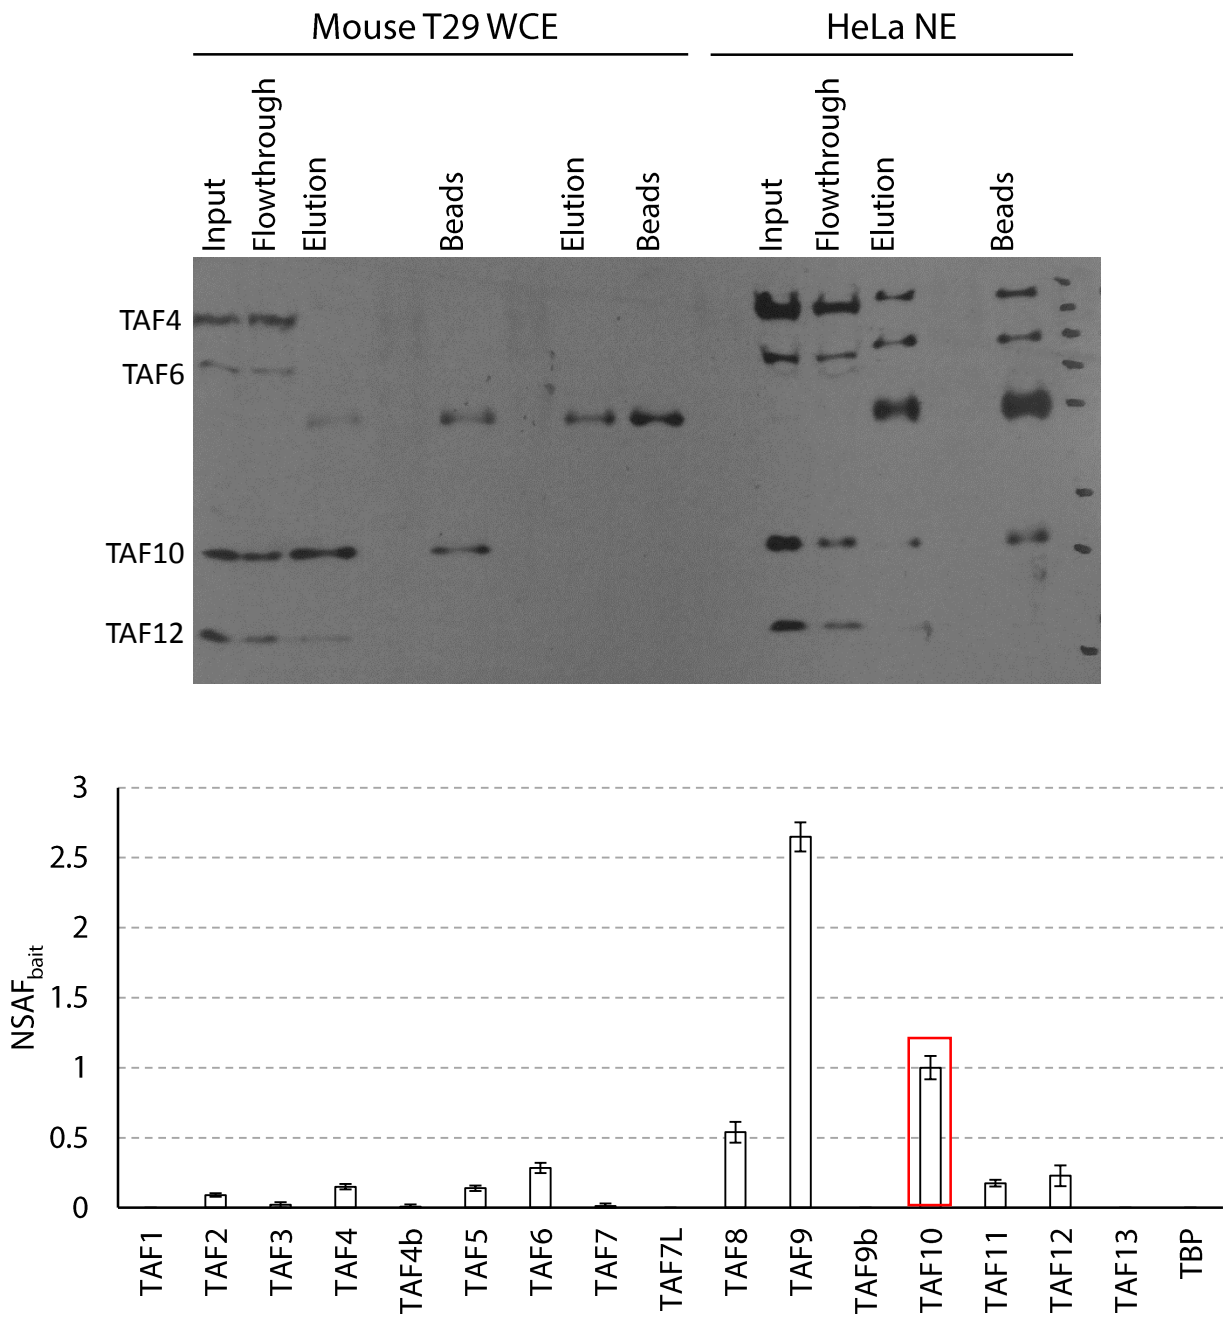 Mouse T29 WCE
HeLa NE
Input
Flowthrough
Elution
Beads
Elution
Beads
Input
Flowthrough
Elution
Beads
TAF4
TAF6
TAF10
TAF12
3
2.5
2
1.5
1
0.5
0
NSAFbait
TAF1
TAF2
TAF3
TAF4
TAF4b
TAF5
TAF6
TAF7
TAF7L
TAF8
TAF9
TAF9b
TAF10
TAF11
TAF12
TAF13
TBP